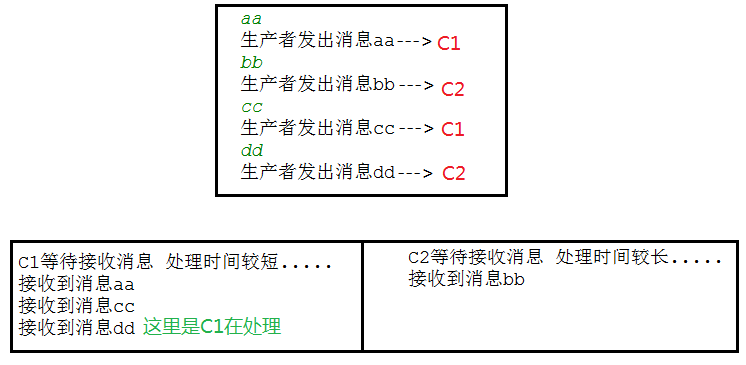 aa
生产者发出消息aa---> C1
bb
生产者发出消息bb---> C2
cc
生产者发出消息cc---> C1
dd
生产者发出消息dd---> C2
C1等待接收消息 处理时间较短.....
接收到消息aa
接收到消息cc
接收到消息dd 这里是C1在处理
C2等待接收消息 处理时间较长.....
接收到消息bb